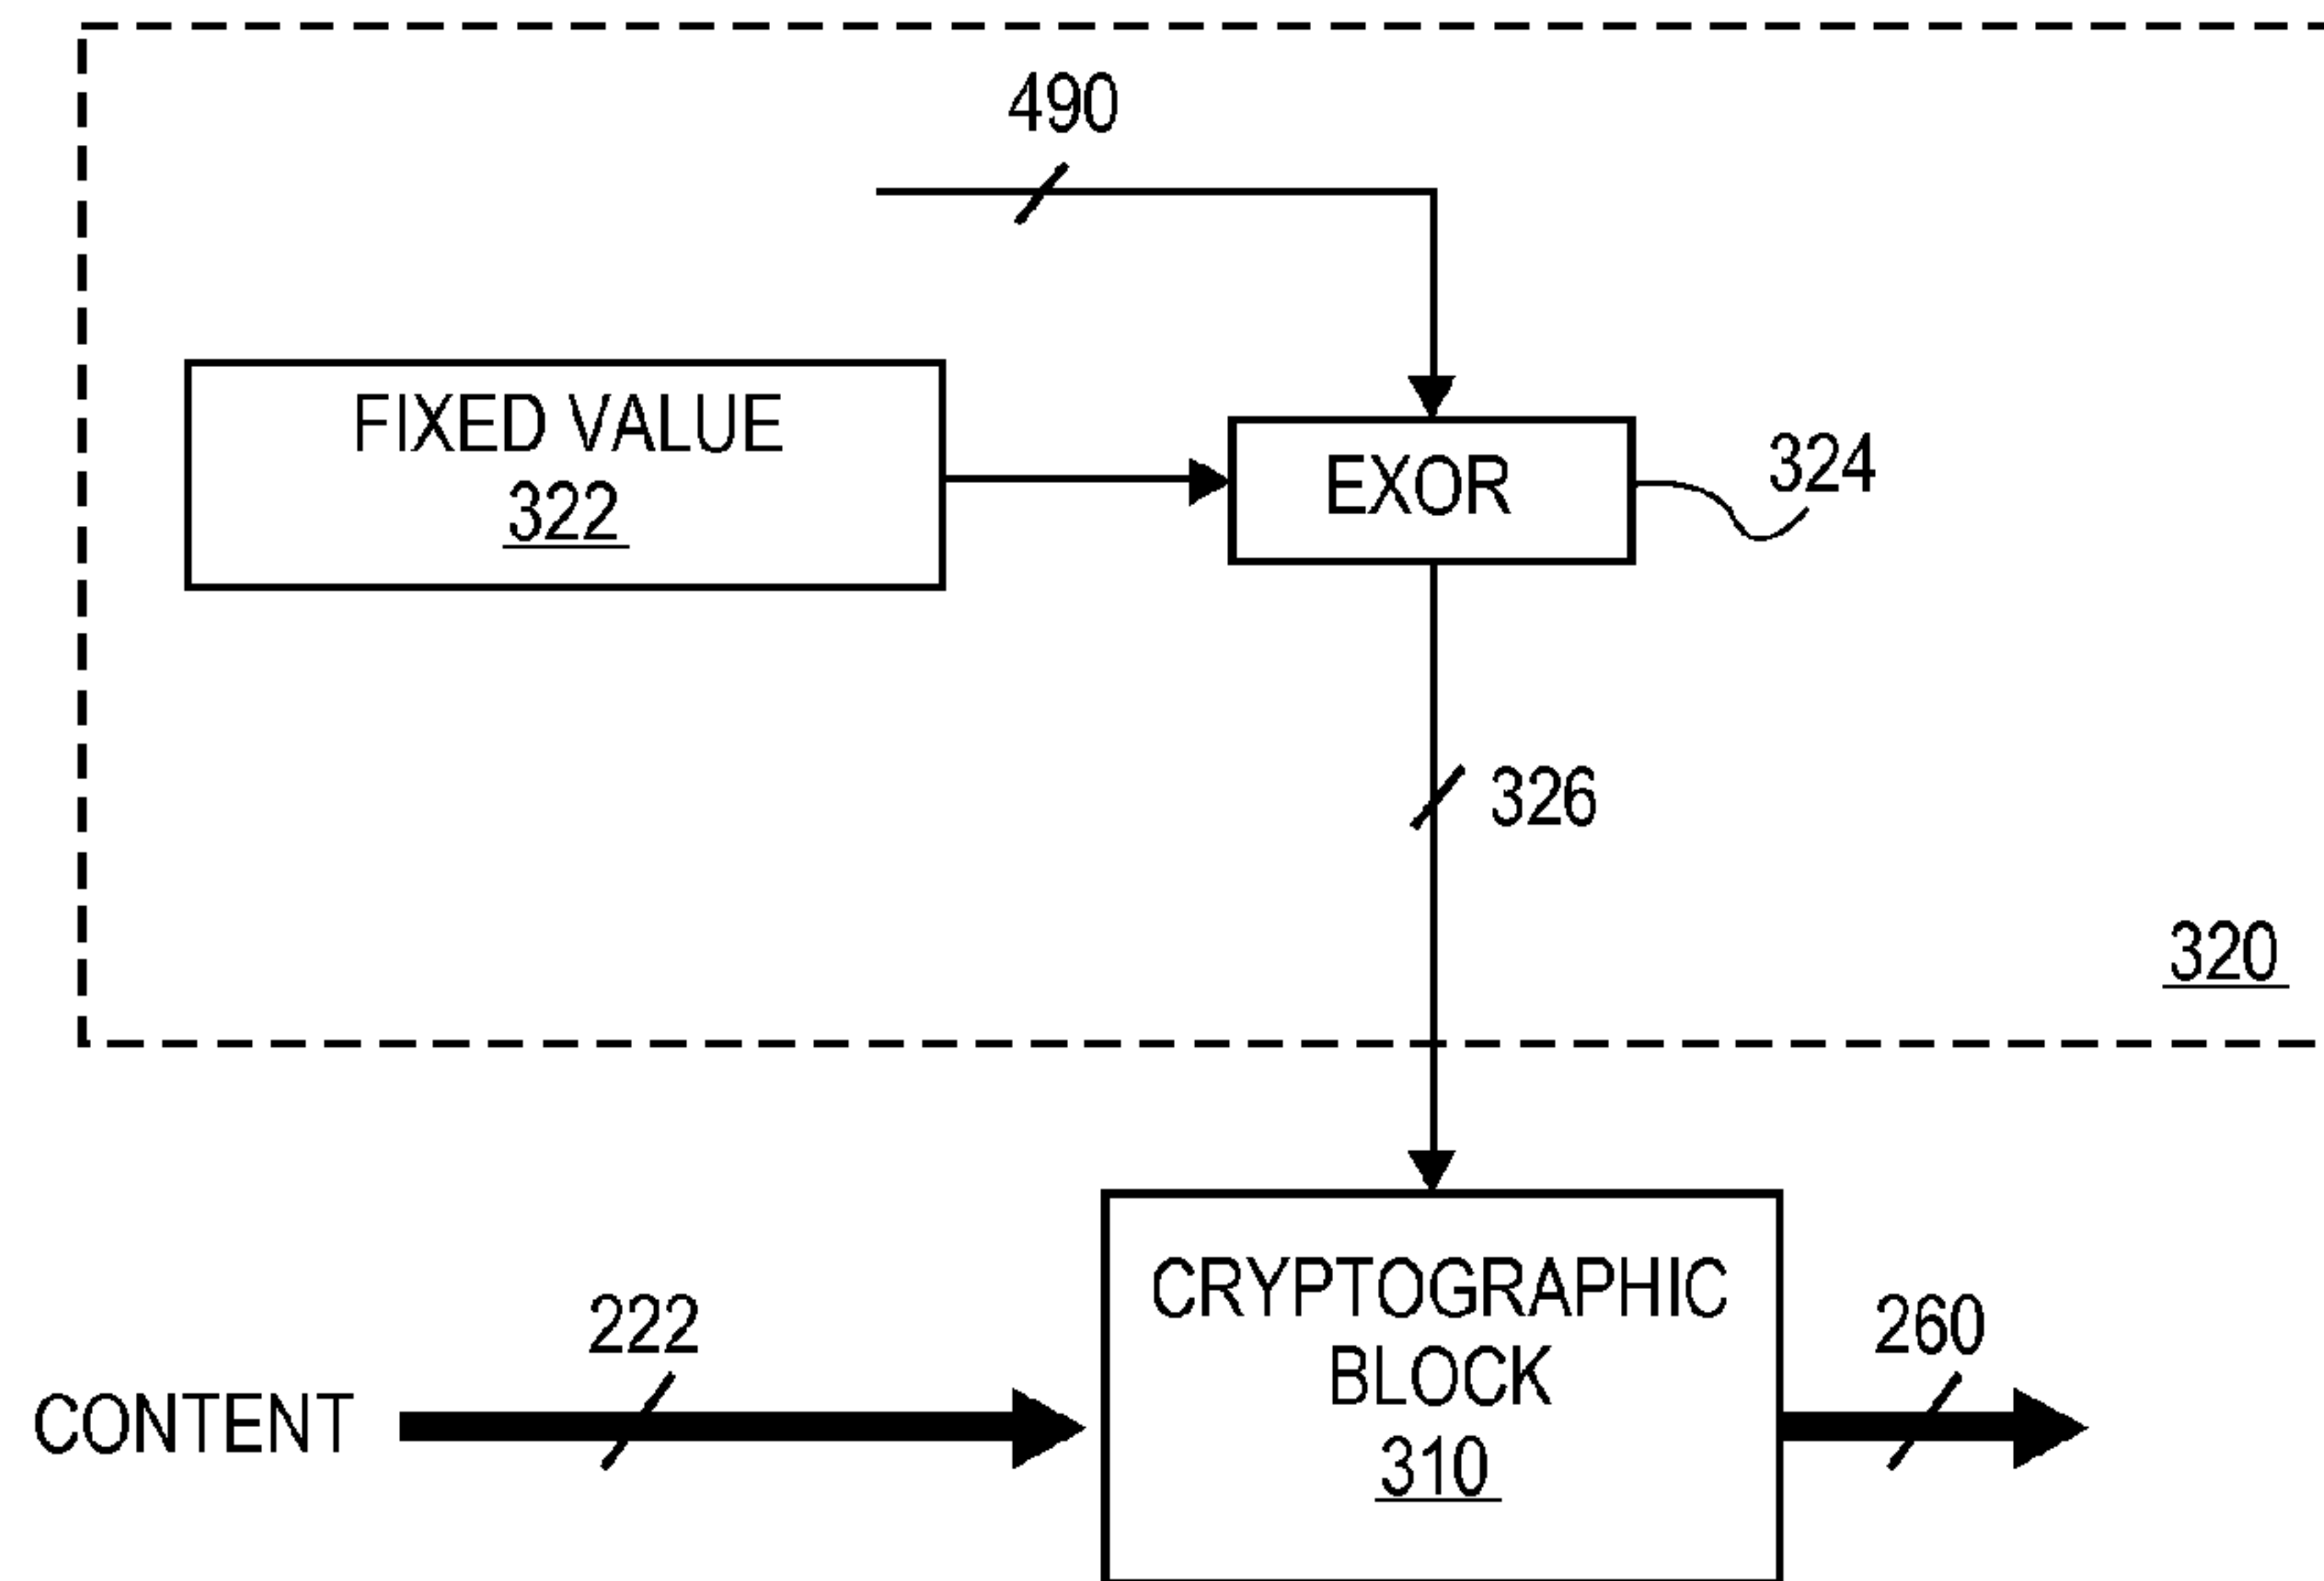 490
FIXED VALUE
322
EXOR
324
326
320
222
CONTENT
CRYPTOGRAPHIC
BLOCK
310
260